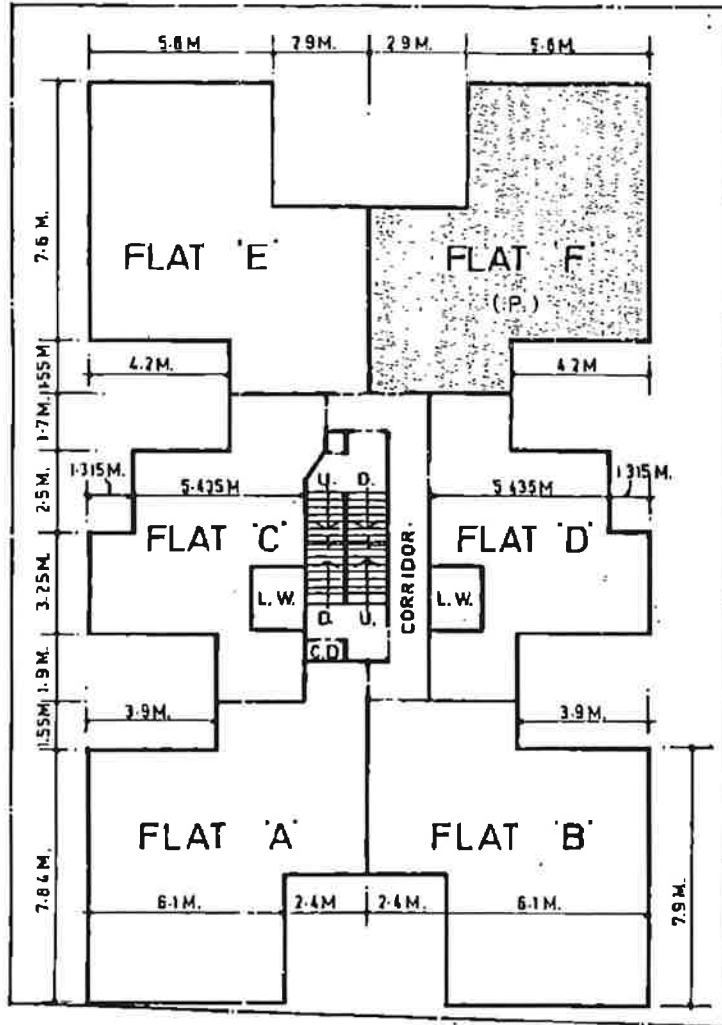 5·6M 2·9M. 2·9M. 5·6M.
7·6 M.
FLAT 'E' FLAT 'F'
(P.)
1·55M
4.2M. 4·2M
1·7M.
1·315M. 5·435M 5·435M 1·315M.
2·5M.
U. D.
FLAT 'C' FLAT 'D'
CORRIDOR.
3·25M.
L.W. L.W.
D. U.
C.D
1·9M.
3·9M. 3·9M.
1.55M
FLAT 'A' FLAT 'B'
7·84M.
6·1M. 2·4M 2·4M. 6·1M.
7·9M.